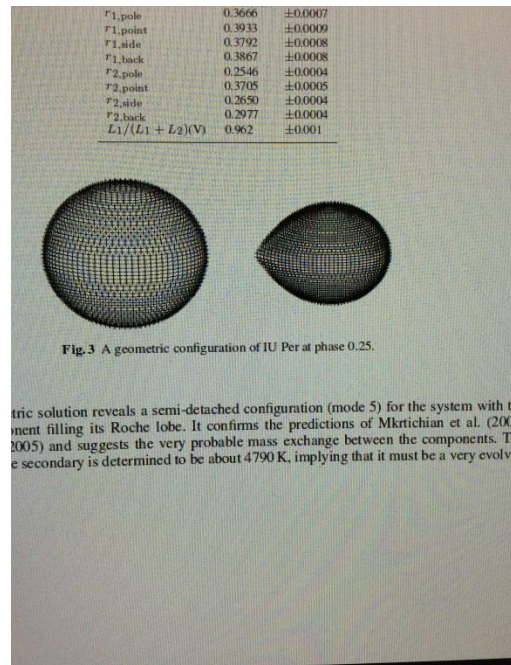 r1,pole 0.3666 ±0.0007
r1,point 0.3933 ±0.0009
r1,side 0.3792 ±0.0008
r1,back 0.3867 ±0.0008
r2,pole 0.2546 ±0.0004
r2,point 0.3705 ±0.0005
r2,side 0.2650 ±0.0004
r2,back 0.2977 ±0.0004
L1/(L1 + L2)(V) 0.962 ±0.001
Fig. 3 A geometric configuration of IU Per at phase 0.25.
tric solution reveals a semi-detached configuration (mode 5) for the system with t
onent filling its Roche lobe. It confirms the predictions of Mkrtichian et al. (200
2005) and suggests the very probable mass exchange between the components. T
e secondary is determined to be about 4790 K, implying that it must be a very evolv